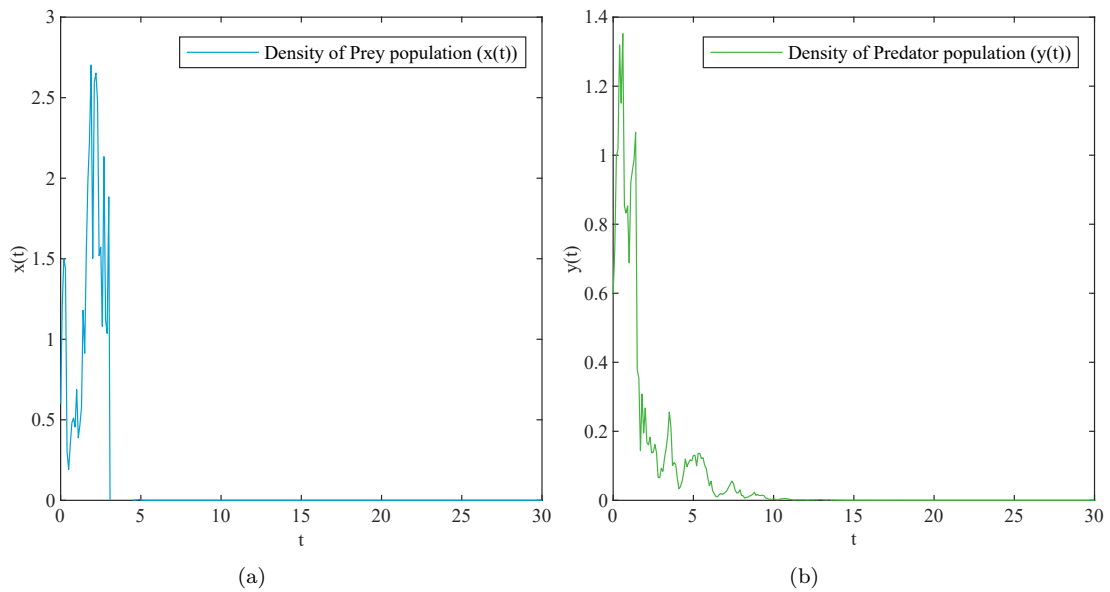 3
2.5
2
1.5
1
0.5
0
x(t)
Density of Prey population (x(t))
0 5 10 15 20 25 30
t
(a)
1.4
1.2
1
0.8
0.6
0.4
0.2
0
y(t)
Density of Predator population (y(t))
0 5 10 15 20 25 30
t
(b)